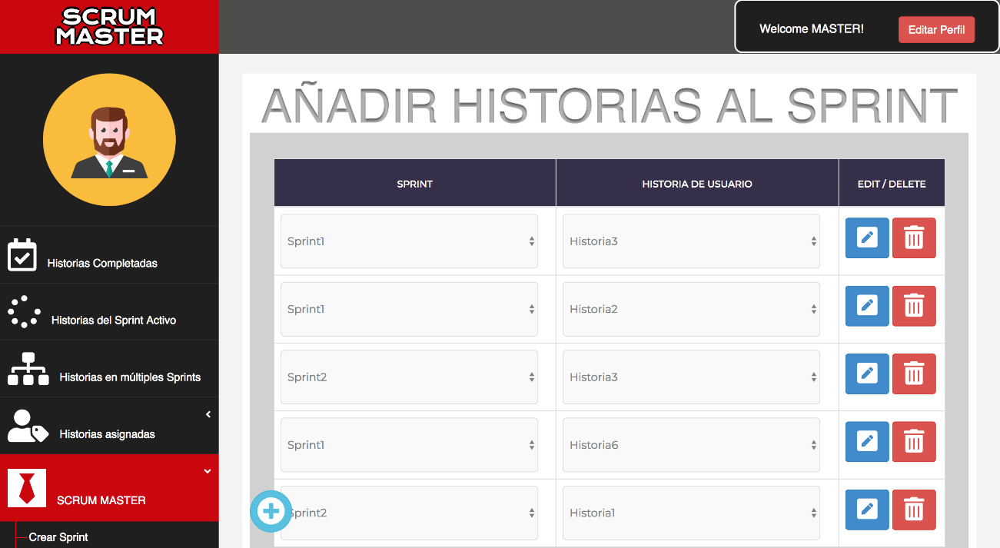 SCRUM
MASTER
Welcome MASTER!
Editar Perfil
AÑADIR HISTORIAS AL SPRINT
SPRINT
HISTORIA DE USUARIO
EDIT / DELETE
Sprint1
Historia3
Sprint1
Historia2
Sprint2
Historia3
Sprint1
Historia6
Sprint2
Historia1
Historias Completadas
Historias del Sprint Activo
Historias en múltiples Sprints
Historias asignadas
SCRUM MASTER
Crear Sprint